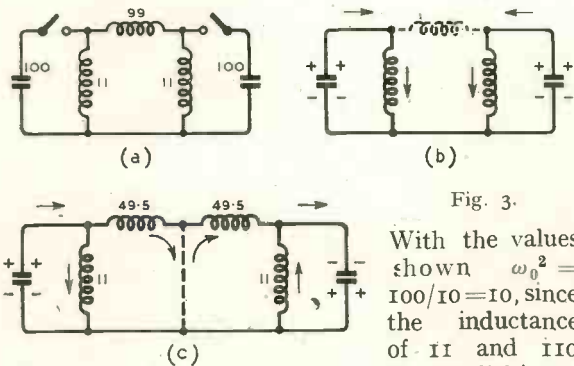 99
100
11
11
100
(a)
+ +
- -
+ +
- -
(b)
49·5
49·5
+ +
- -
11
11
- -
+ +
(c)
Fig. 3.
With the values
shown ω₀² =
100/10=10, since
the inductance
of 11 and 110